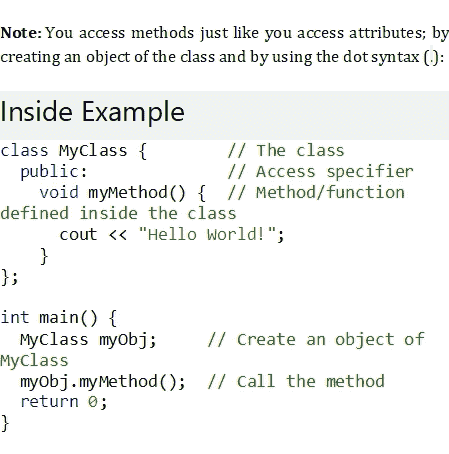 Note: You access methods just like you access attributes; by
creating an object of the class and by using the dot syntax (.):
Inside Example
class MyClass {        // The class
  public:              // Access specifier
    void myMethod() {  // Method/function
defined inside the class
      cout << "Hello World!";
    }
};
int main() {
  MyClass myObj;     // Create an object of
MyClass
  myObj.myMethod();  // Call the method
  return 0;
}